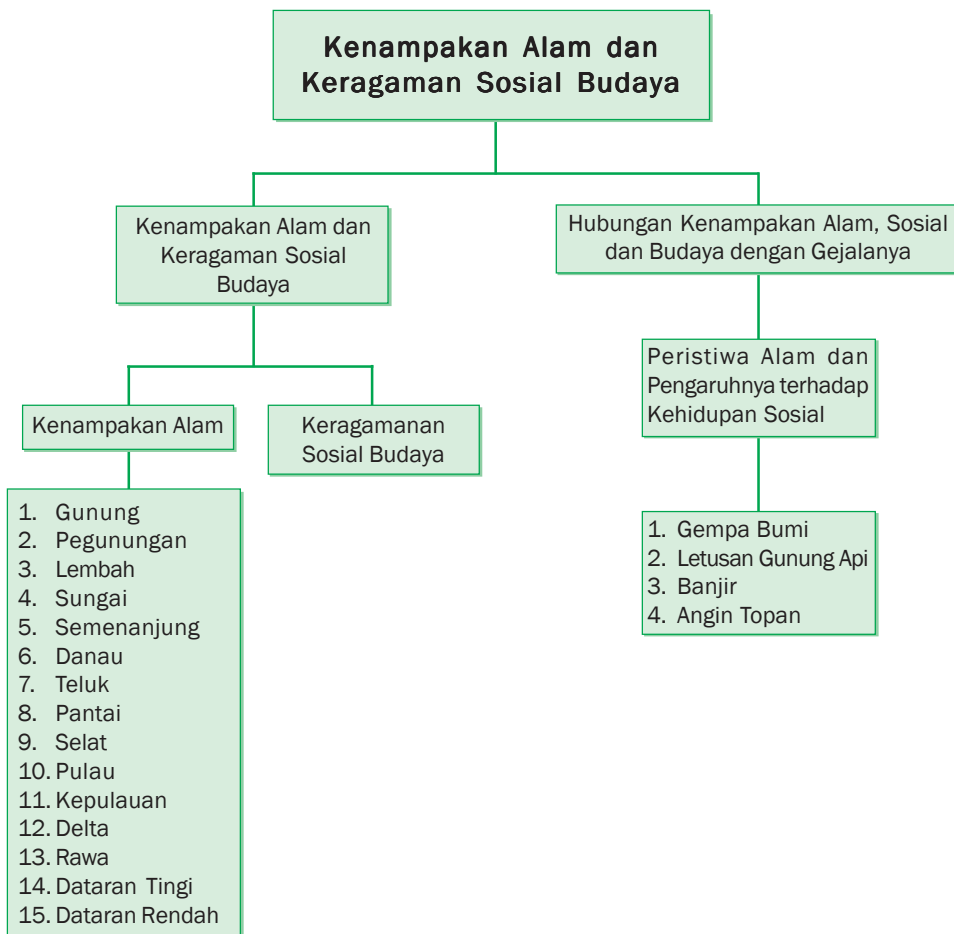 Kenampakan Alam dan
Keragaman Sosial Budaya
Kenampakan Alam dan
Keragaman Sosial
Budaya
Hubungan Kenampakan Alam, Sosial
dan Budaya dengan Gejalanya
Peristiwa Alam dan
Pengaruhnya terhadap
Kehidupan Sosial
Kenampakan Alam
Keragamanan
Sosial Budaya
1. Gunung
2. Pegunungan
3. Lembah
4. Sungai
5. Semenanjung
6. Danau
7. Teluk
8. Pantai
9. Selat
10. Pulau
11. Kepulauan
12. Delta
13. Rawa
14. Dataran Tingi
15. Dataran Rendah
1. Gempa Bumi
2. Letusan Gunung Api
3. Banjir
4. Angin Topan